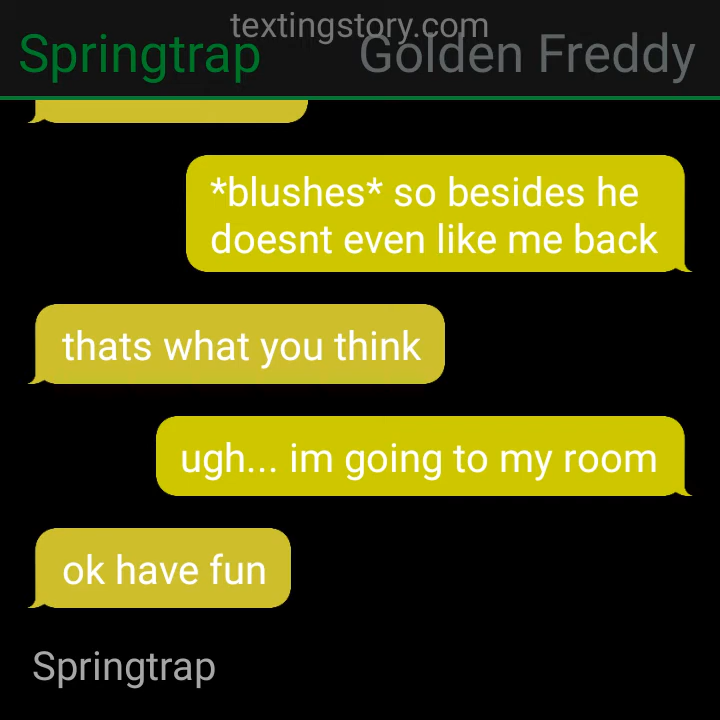 textingstory.com
Springtrap Golden Freddy
*blushes* so besides he
doesnt even like me back
thats what you think
ugh... im going to my room
ok have fun
Springtrap